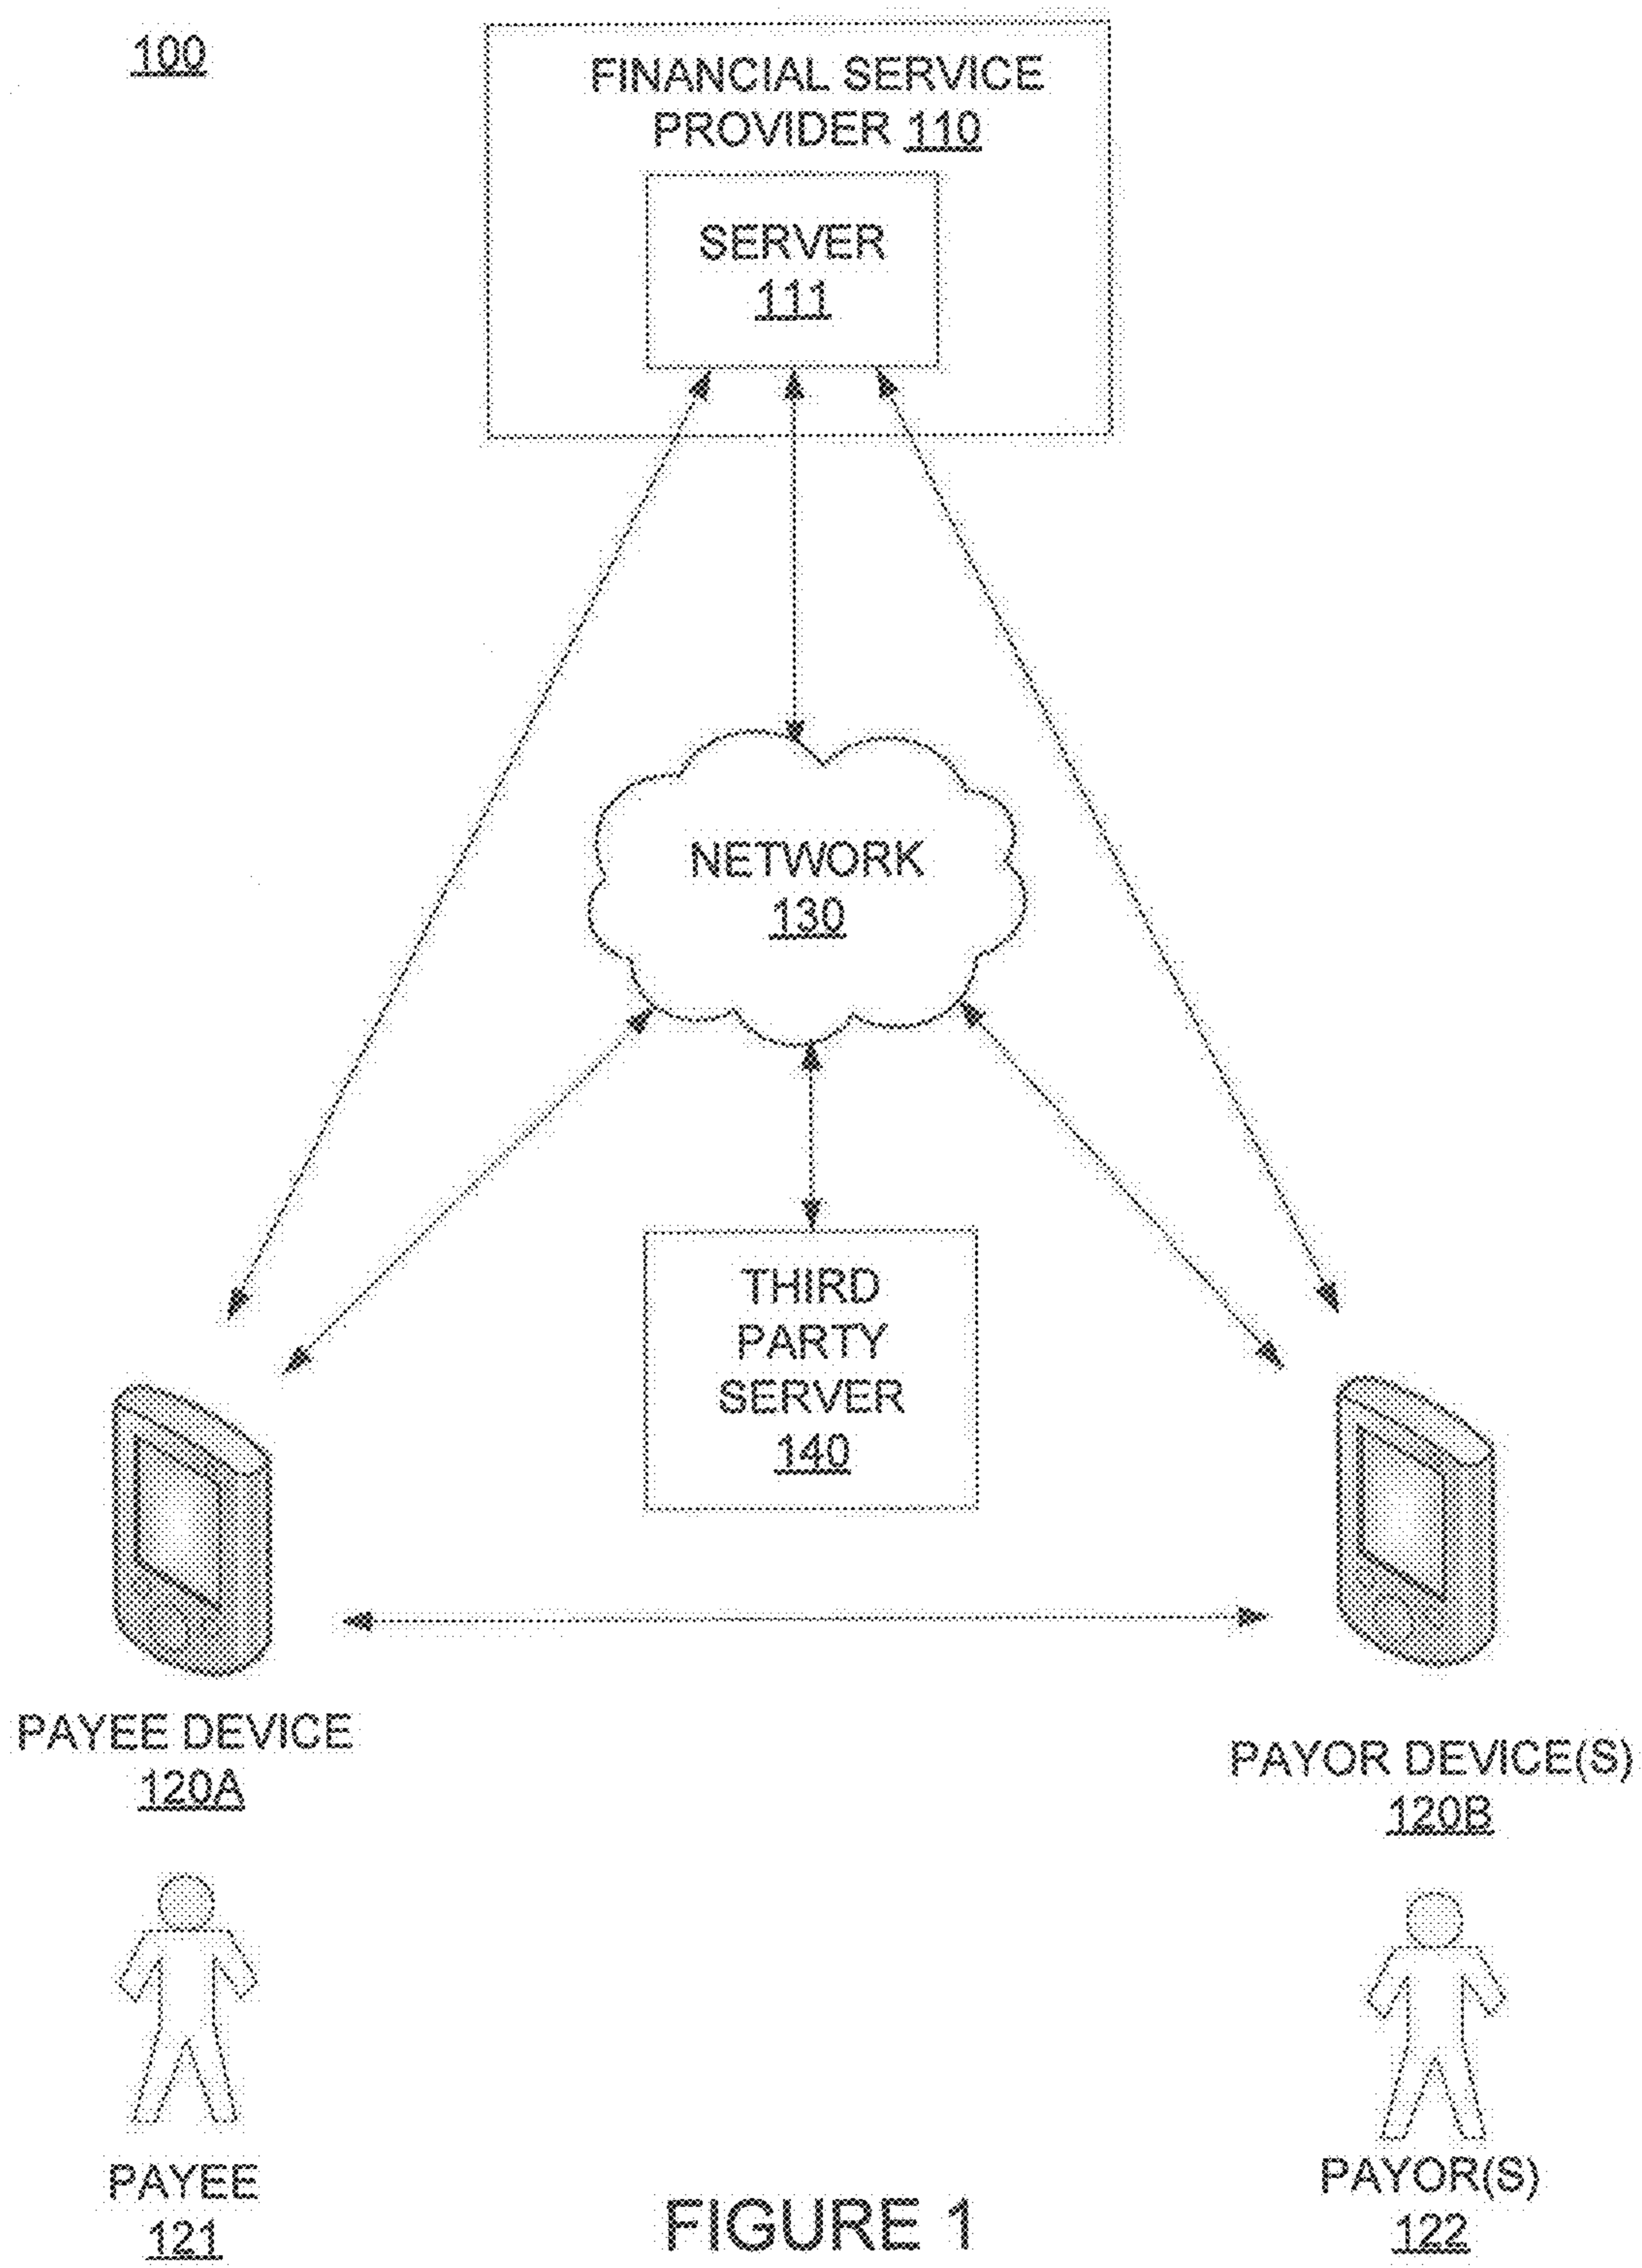 100
FINANCIAL SERVICE
PROVIDER 110
SERVER
111
NETWORK
130
THIRD
PARTY
SERVER
140
PAYEE DEVICE
120A
PAYOR DEVICE(S)
120B
PAYEE
121
PAYOR(S)
122
FIGURE 1